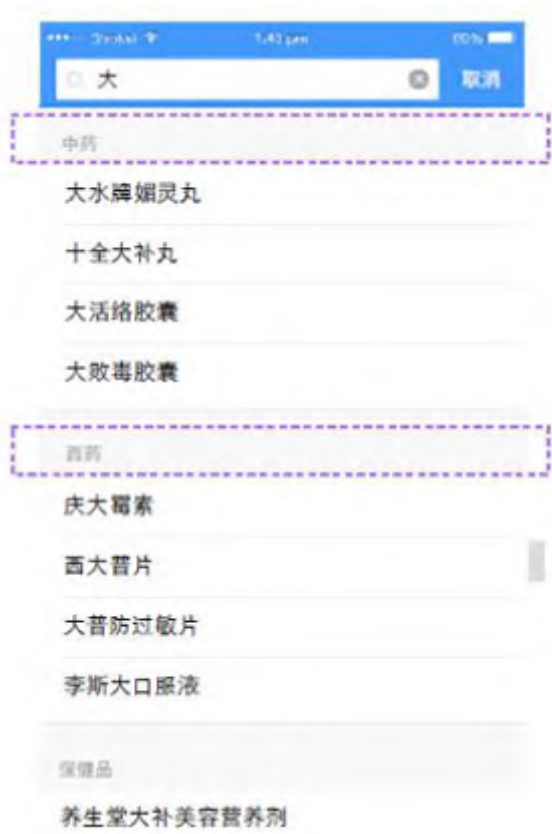 1:43 pm
大
取消
中药
大水牌媚灵丸
十全大补丸
大活络胶囊
大败毒胶囊
西药
庆大霉素
西大普片
大普防过敏片
李斯大口服液
保健品
养生堂大补美容营养剂